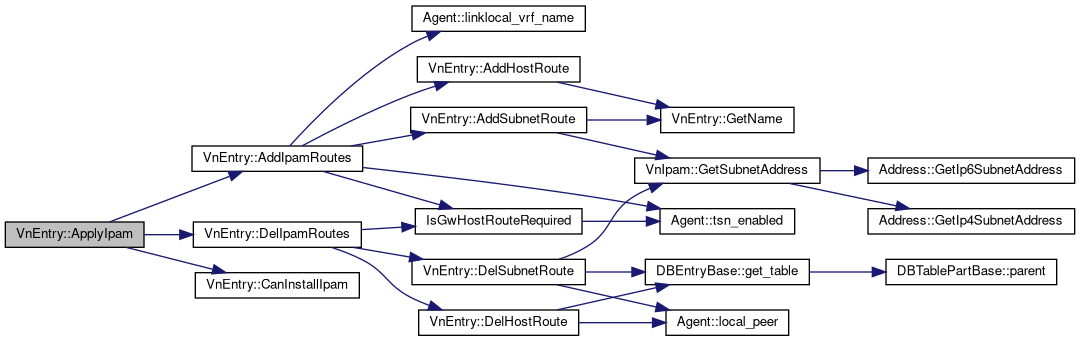 Agent::linklocal_vrf_name
VnEntry::AddHostRoute
VnEntry::AddSubnetRoute
VnEntry::GetName
VnEntry::AddIpamRoutes
VnIpam::GetSubnetAddress
Address::GetIp6SubnetAddress
IsGwHostRouteRequired
Agent::tsn_enabled
Address::GetIp4SubnetAddress
VnEntry::ApplyIpam
VnEntry::DelIpamRoutes
VnEntry::DelSubnetRoute
DBEntryBase::get_table
DBTablePartBase::parent
VnEntry::CanInstallIpam
VnEntry::DelHostRoute
Agent::local_peer